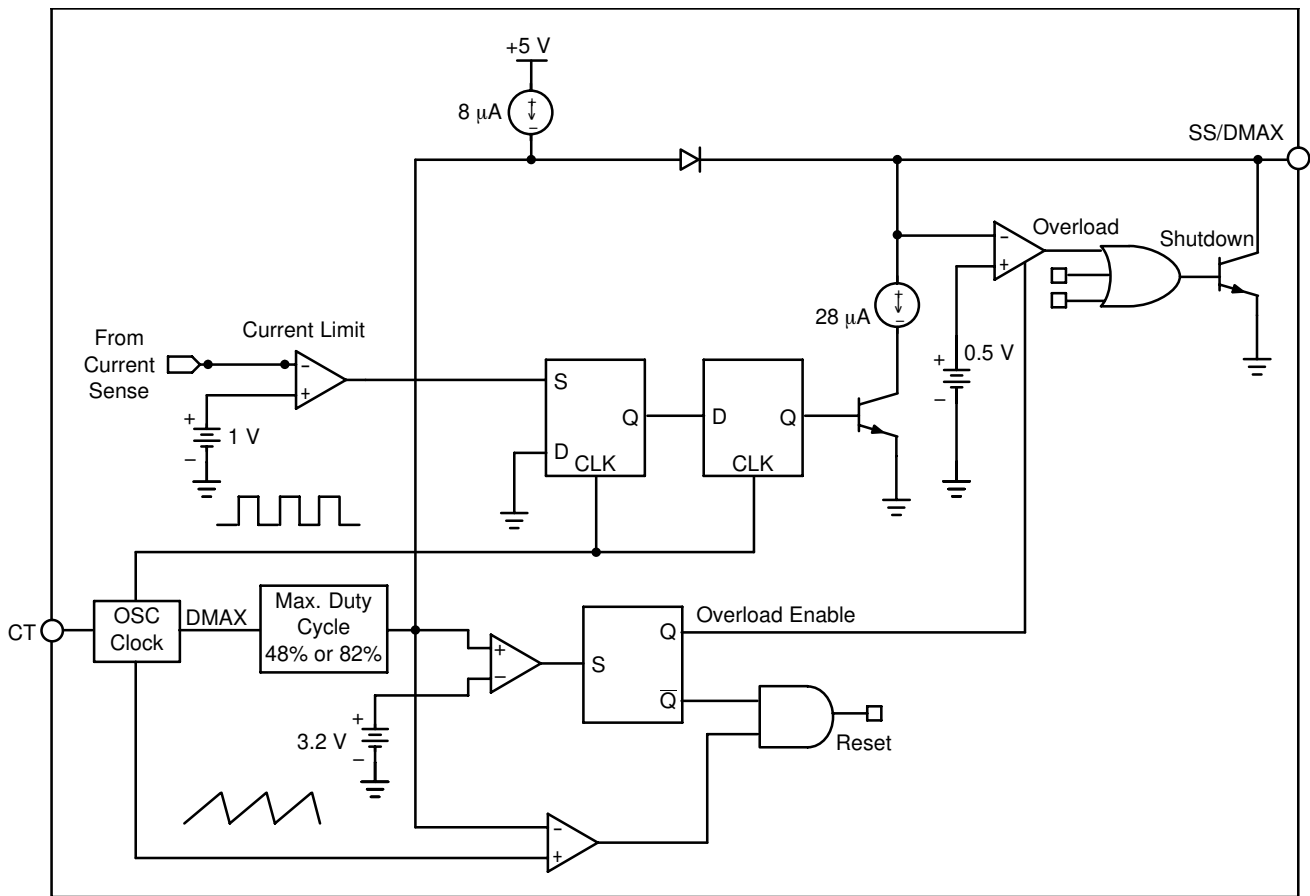 +5 V
8 μA
SS/DMAX
Overload
Shutdown
-
+
28 μA
+
0.5 V
−
From
Current
Sense
Current Limit
-
+
+
1 V
−
S
Q
D
CLK
D
Q
CLK
CT
OSC
Clock
DMAX
Max. Duty
Cycle
48% or 82%
+
−
+
3.2 V
−
S
Q
Q̅
Overload Enable
Reset
-
+